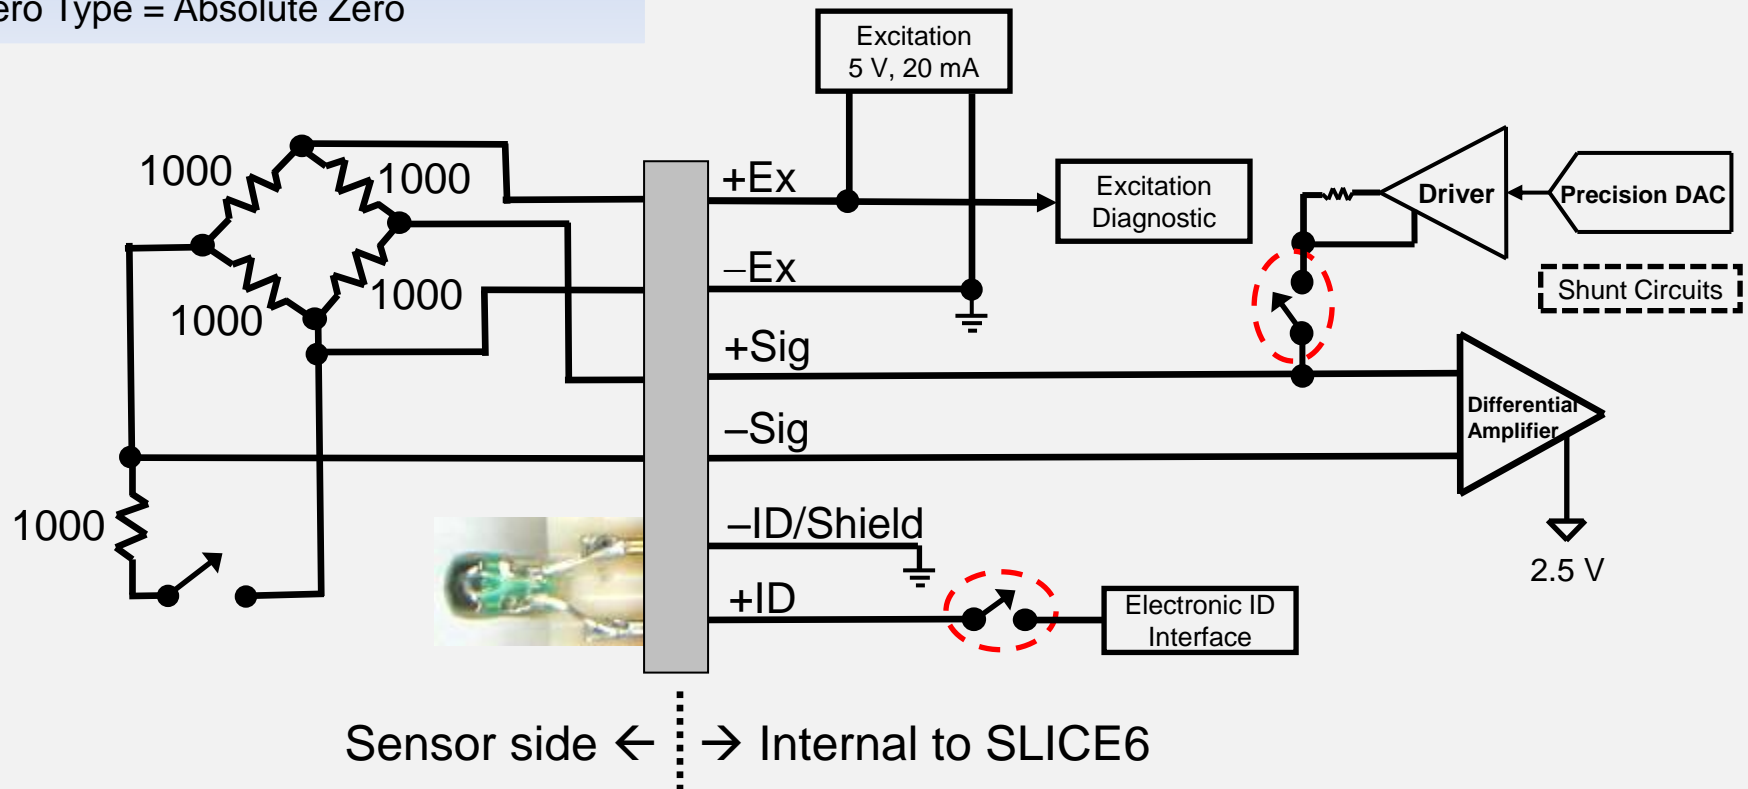 Type = Absolute Zero
Excitation
5 V, 20 mA
1000
1000
+Ex
Excitation
Diagnostic
Driver
Precision DAC
–Ex
1000
1000
Shunt Circuits
+Sig
–Sig
Differential
Amplifier
1000
–ID/Shield
2.5 V
+ID
Electronic ID
Interface
Sensor side ← → Internal to SLICE6